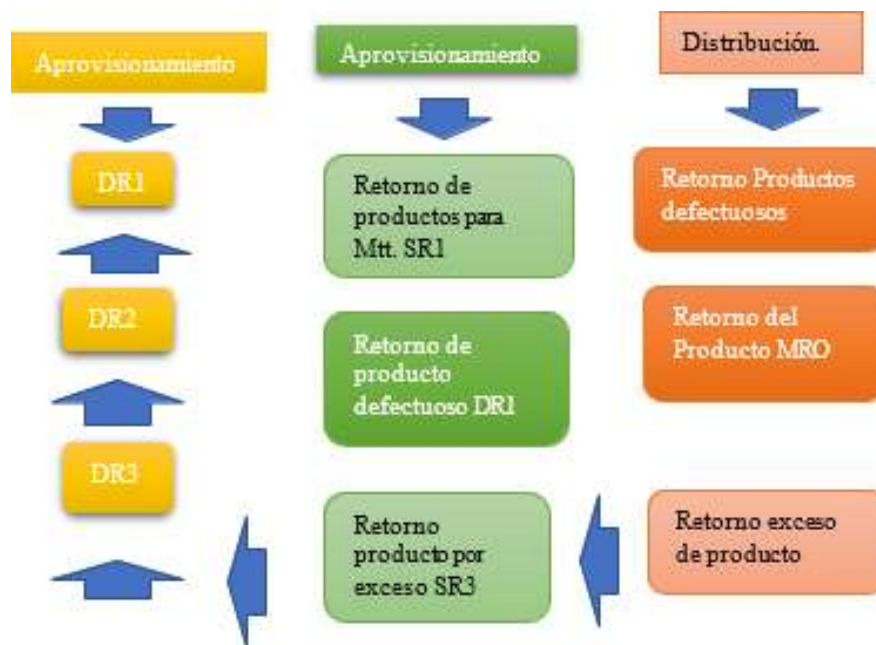 Aprovisionamiento
DR1
DR2
DR3
Aprovisionamiento
Retorno de
productos para
Mtt. SR1
Retorno de
producto
defectuoso DR1
Retorno
producto por
exceso SR3
Distribución.
Retorno Productos
defectuosos
Retorno del
Producto MRO
Retorno exceso
de producto